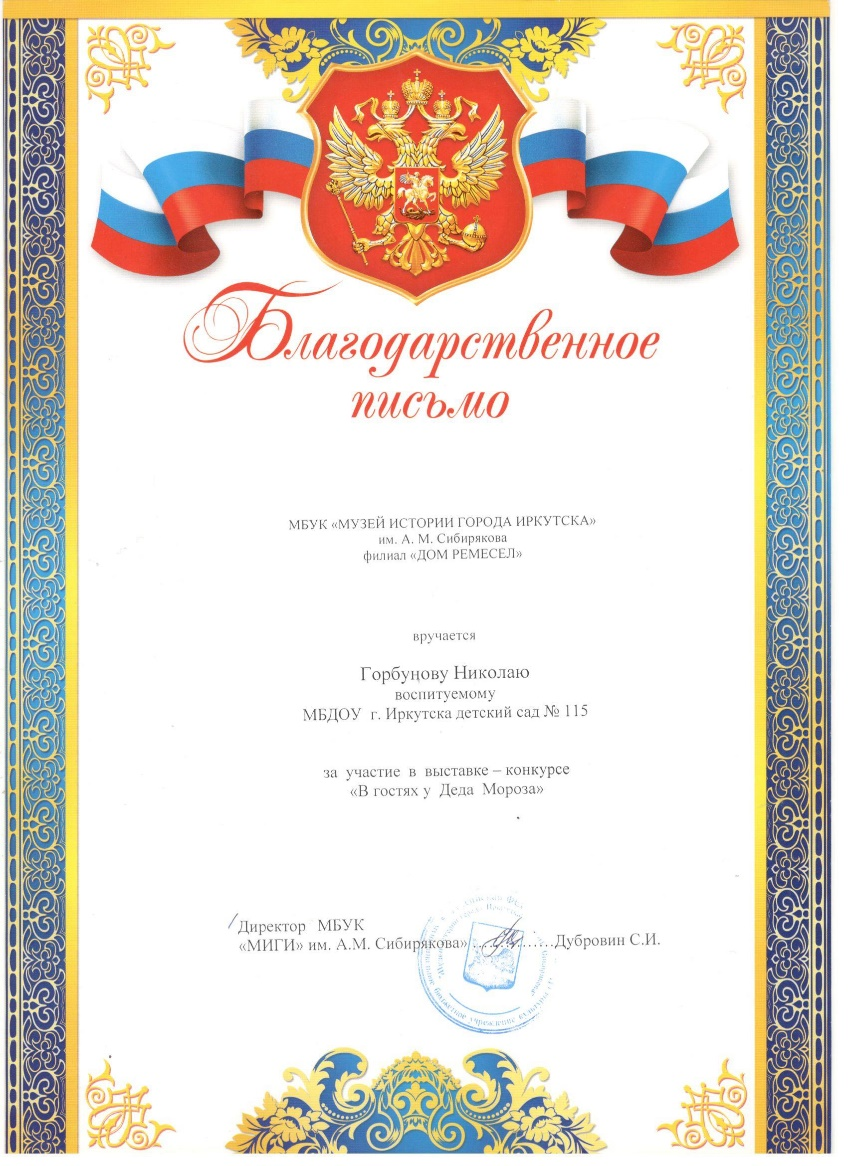 Благодарственное
письмо
МБУК «МУЗЕЙ ИСТОРИИ ГОРОДА ИРКУТСКА»
им. А. М. Сибирякова
филиал «ДОМ РЕМЕСЕЛ»
вручается
Горбунову Николаю
воспитуемому
МБДОУ г. Иркутска детский сад № 115
за участие в выставке – конкурсе
«В гостях у Деда Мороза»
Директор МБУК
«МИГИ» им. А.М. Сибирякова» ……………Дубровин С.И.